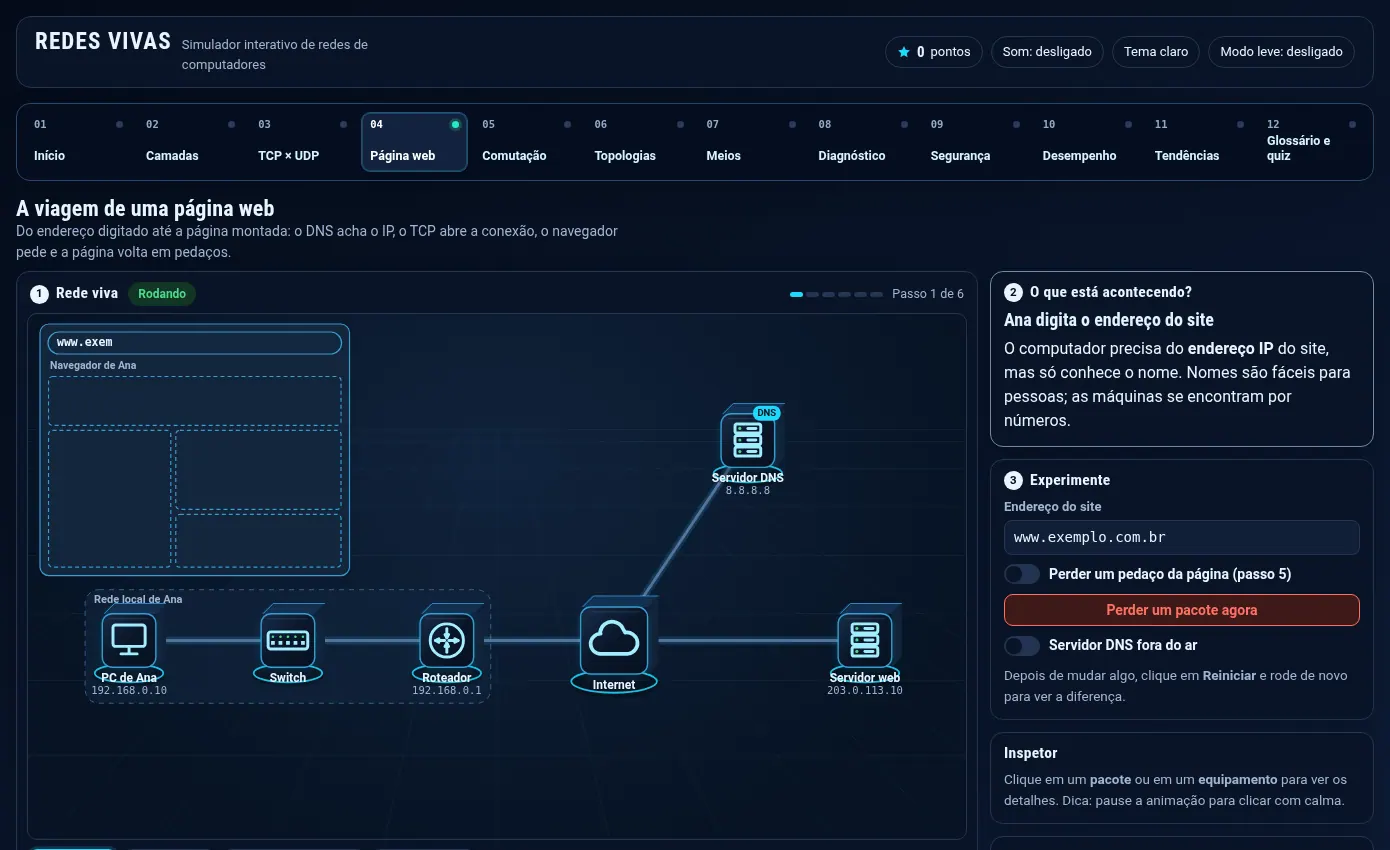 REDES VIVAS
Simulador interativo de redes de
computadores
0 pontos
Som: desligado
Tema claro
Modo leve: desligado
01
Início
02
Camadas
03
TCP × UDP
04
Página web
05
Comutação
06
Topologias
07
Meios
08
Diagnóstico
09
Segurança
10
Desempenho
11
Tendências
12
Glossário e
quiz
A viagem de uma página web
Do endereço digitado até a página montada: o DNS acha o IP, o TCP abre a conexão, o navegador
pede e a página volta em pedaços.
1 Rede viva
Rodando
Passo 1 de 6
www.exem
Navegador de Ana
DNS
Servidor DNS
8.8.8.8
Rede local de Ana
PC de Ana
192.168.0.10
Switch
Roteador
192.168.0.1
Internet
Servidor web
203.0.113.10
2 O que está acontecendo?
Ana digita o endereço do site
O computador precisa do endereço IP do site,
mas só conhece o nome. Nomes são fáceis para
pessoas; as máquinas se encontram por
números.
3 Experimente
Endereço do site
www.exemplo.com.br
Perder um pedaço da página (passo 5)
Perder um pacote agora
Servidor DNS fora do ar
Depois de mudar algo, clique em Reiniciar e rode de novo
para ver a diferença.
Inspetor
Clique em um pacote ou em um equipamento para ver os
detalhes. Dica: pause a animação para clicar com calma.